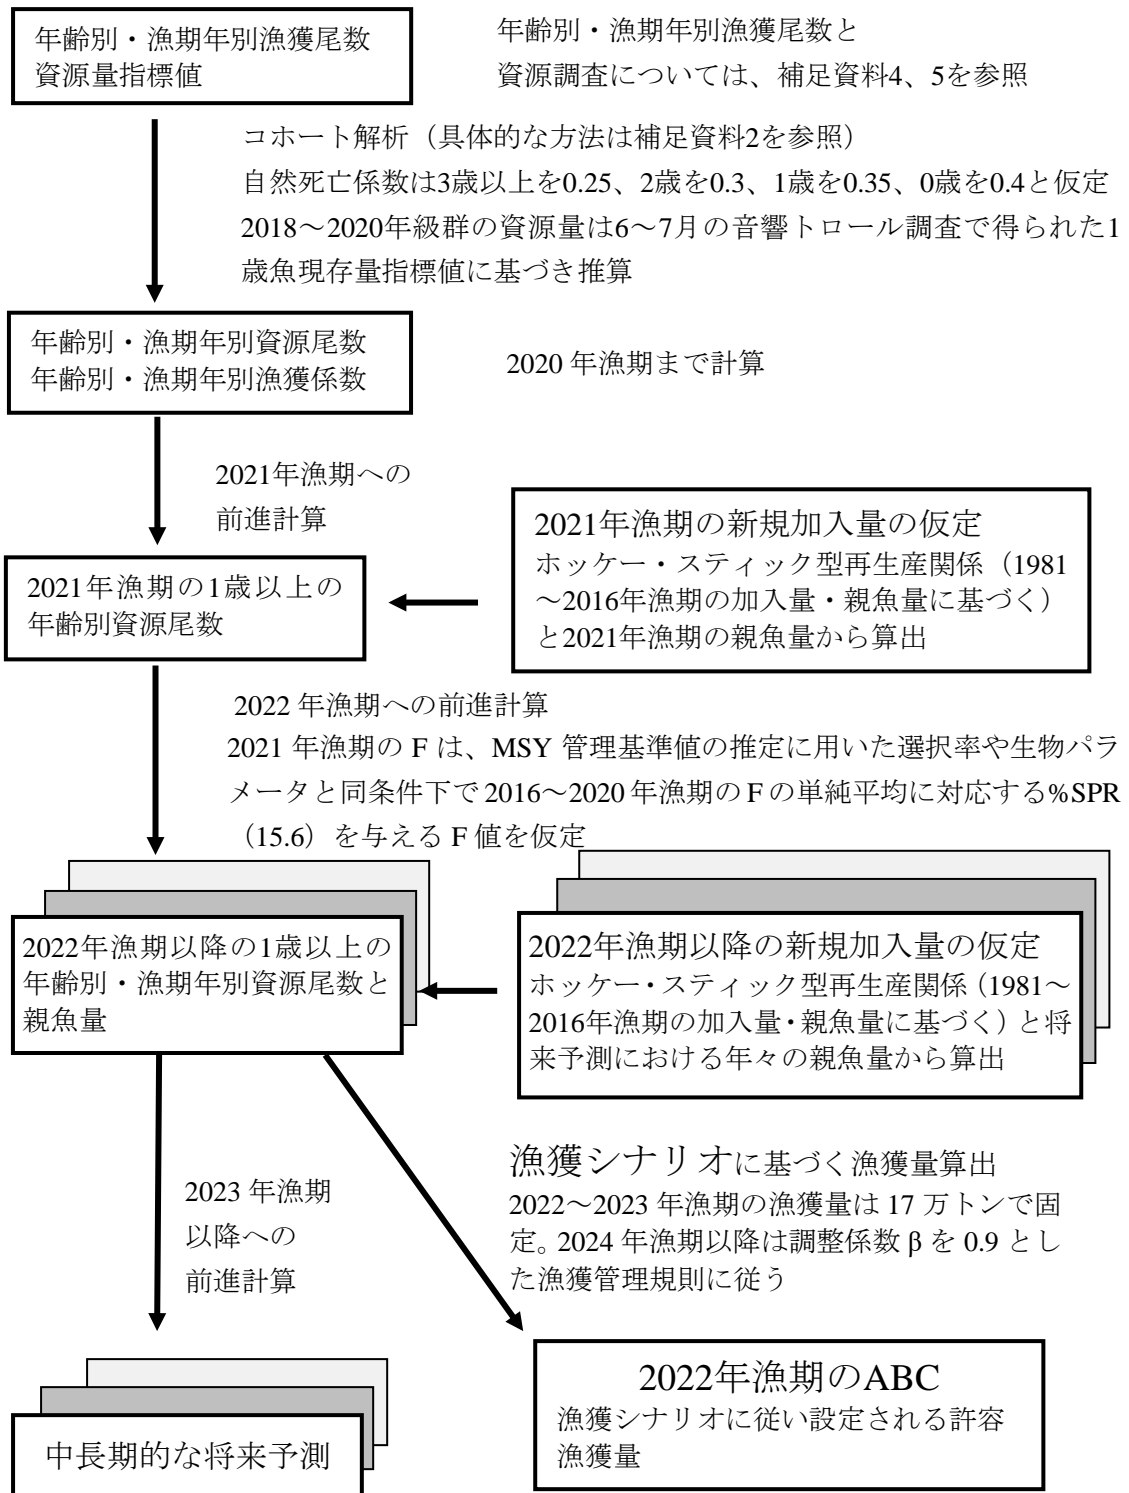 年齢別・漁期年別漁獲尾数
資源量指標値
年齢別・漁期年別漁獲尾数と
資源調査については、補足資料4、5を参照
コホート解析（具体的な方法は補足資料2を参照）
自然死亡係数は3歳以上を0.25、2歳を0.3、1歳を0.35、0歳を0.4と仮定
2018～2020年級群の資源量は6～7月の音響トロール調査で得られた1
歳魚現存量指標値に基づき推算
年齢別・漁期年別資源尾数
年齢別・漁期年別漁獲係数
2020 年漁期まで計算
2021年漁期への
前進計算
2021年漁期の新規加入量の仮定
ホッケー・スティック型再生産関係（1981
～2016年漁期の加入量・親魚量に基づく）
と2021年漁期の親魚量から算出
2021年漁期の1歳以上の
年齢別資源尾数
2022 年漁期への前進計算
2021 年漁期の F は、MSY 管理基準値の推定に用いた選択率や生物パラ
メータと同条件下で 2016～2020 年漁期の F の単純平均に対応する%SPR
（15.6）を与える F 値を仮定
2022年漁期以降の1歳以上の
年齢別・漁期年別資源尾数と
親魚量
2022年漁期以降の新規加入量の仮定
ホッケー・スティック型再生産関係（1981～
2016年漁期の加入量・親魚量に基づく）と将
来予測における年々の親魚量から算出
2023 年漁期
以降への
前進計算
漁獲シナリオに基づく漁獲量算出
2022～2023 年漁期の漁獲量は 17 万トンで固
定。2024 年漁期以降は調整係数 β を 0.9 とし
た漁獲管理規則に従う
2022年漁期のABC
漁獲シナリオに従い設定される許容
漁獲量
中長期的な将来予測